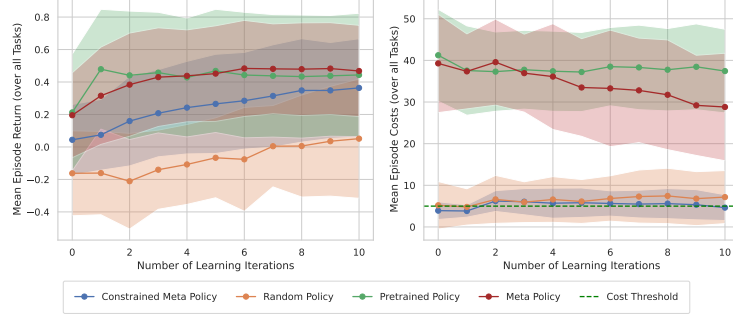 Mean Episode Return (over all Tasks)
0.8
0.6
0.4
0.2
0.0
−0.2
−0.4
0 2 4 6 8 10
Number of Learning Iterations
Mean Episode Costs (over all Tasks)
50
40
30
20
10
0
0 2 4 6 8 10
Number of Learning Iterations
Constrained Meta Policy Random Policy Pretrained Policy Meta Policy Cost Threshold